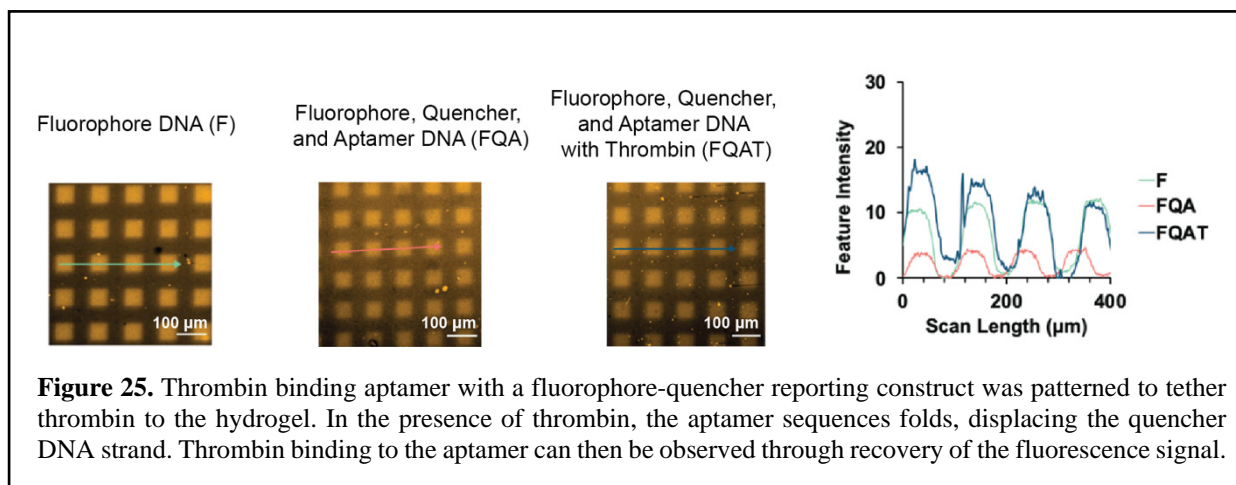 Fluorophore DNA (F)
Fluorophore, Quencher,
and Aptamer DNA (FQA)
Fluorophore, Quencher,
and Aptamer DNA
with Thrombin (FQAT)
100 µm
100 µm
100 µm
Feature Intensity
30
20
10
0
0
200
400
Scan Length (µm)
F
FQA
FQAT
Figure 25. Thrombin binding aptamer with a fluorophore-quencher reporting construct was patterned to tether
thrombin to the hydrogel. In the presence of thrombin, the aptamer sequences folds, displacing the quencher
DNA strand. Thrombin binding to the aptamer can then be observed through recovery of the fluorescence signal.